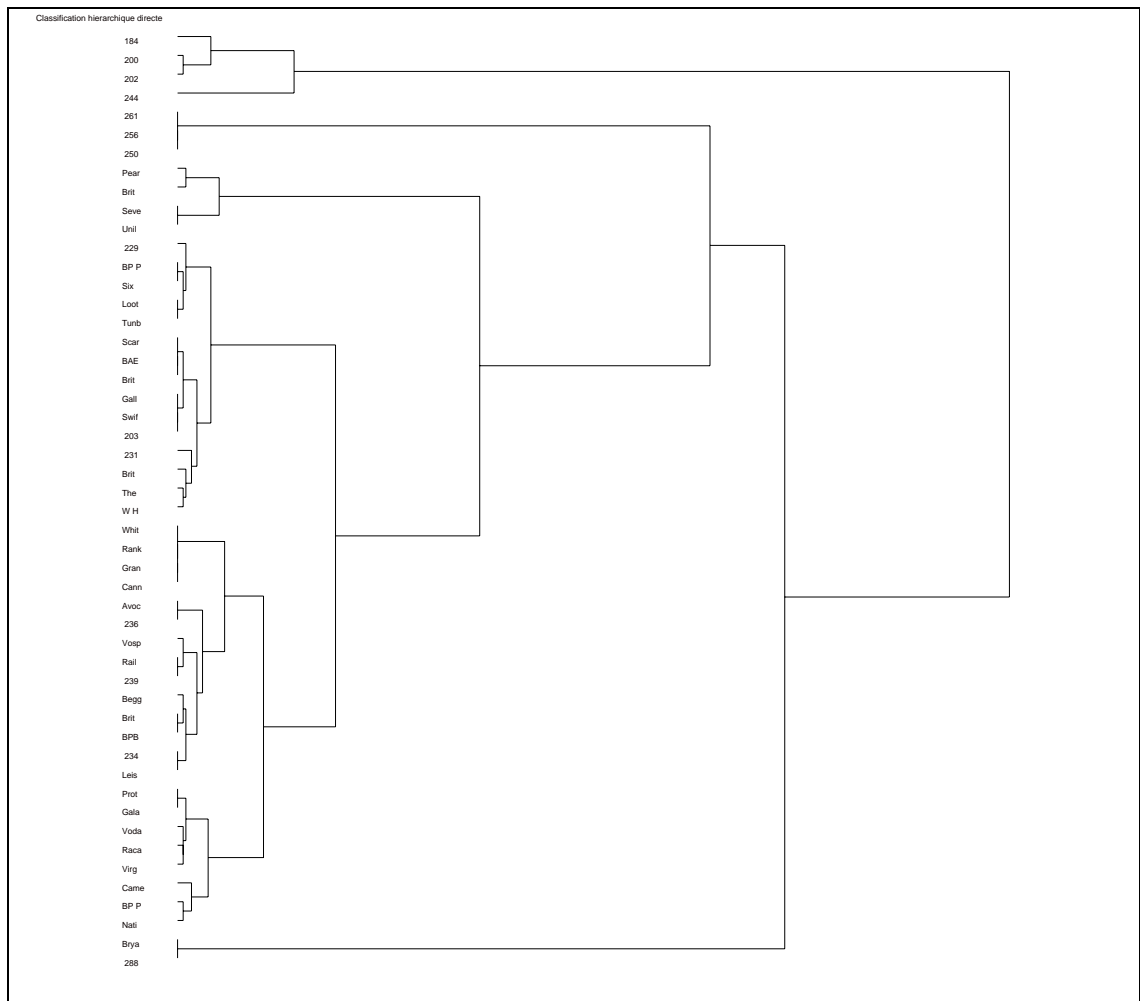 Classification hierarchique directe
184
200
202
244
261
256
250
Pear
Brit
Seve
Unil
229
BP P
Six
Loot
Tunb
Scar
BAE
Brit
Gall
Swif
203
231
Brit
The
W H
Whit
Rank
Gran
Cann
Avoc
236
Vosp
Rail
239
Begg
Brit
BPB
234
Leis
Prot
Gala
Voda
Raca
Virg
Came
BP P
Nati
Brya
288